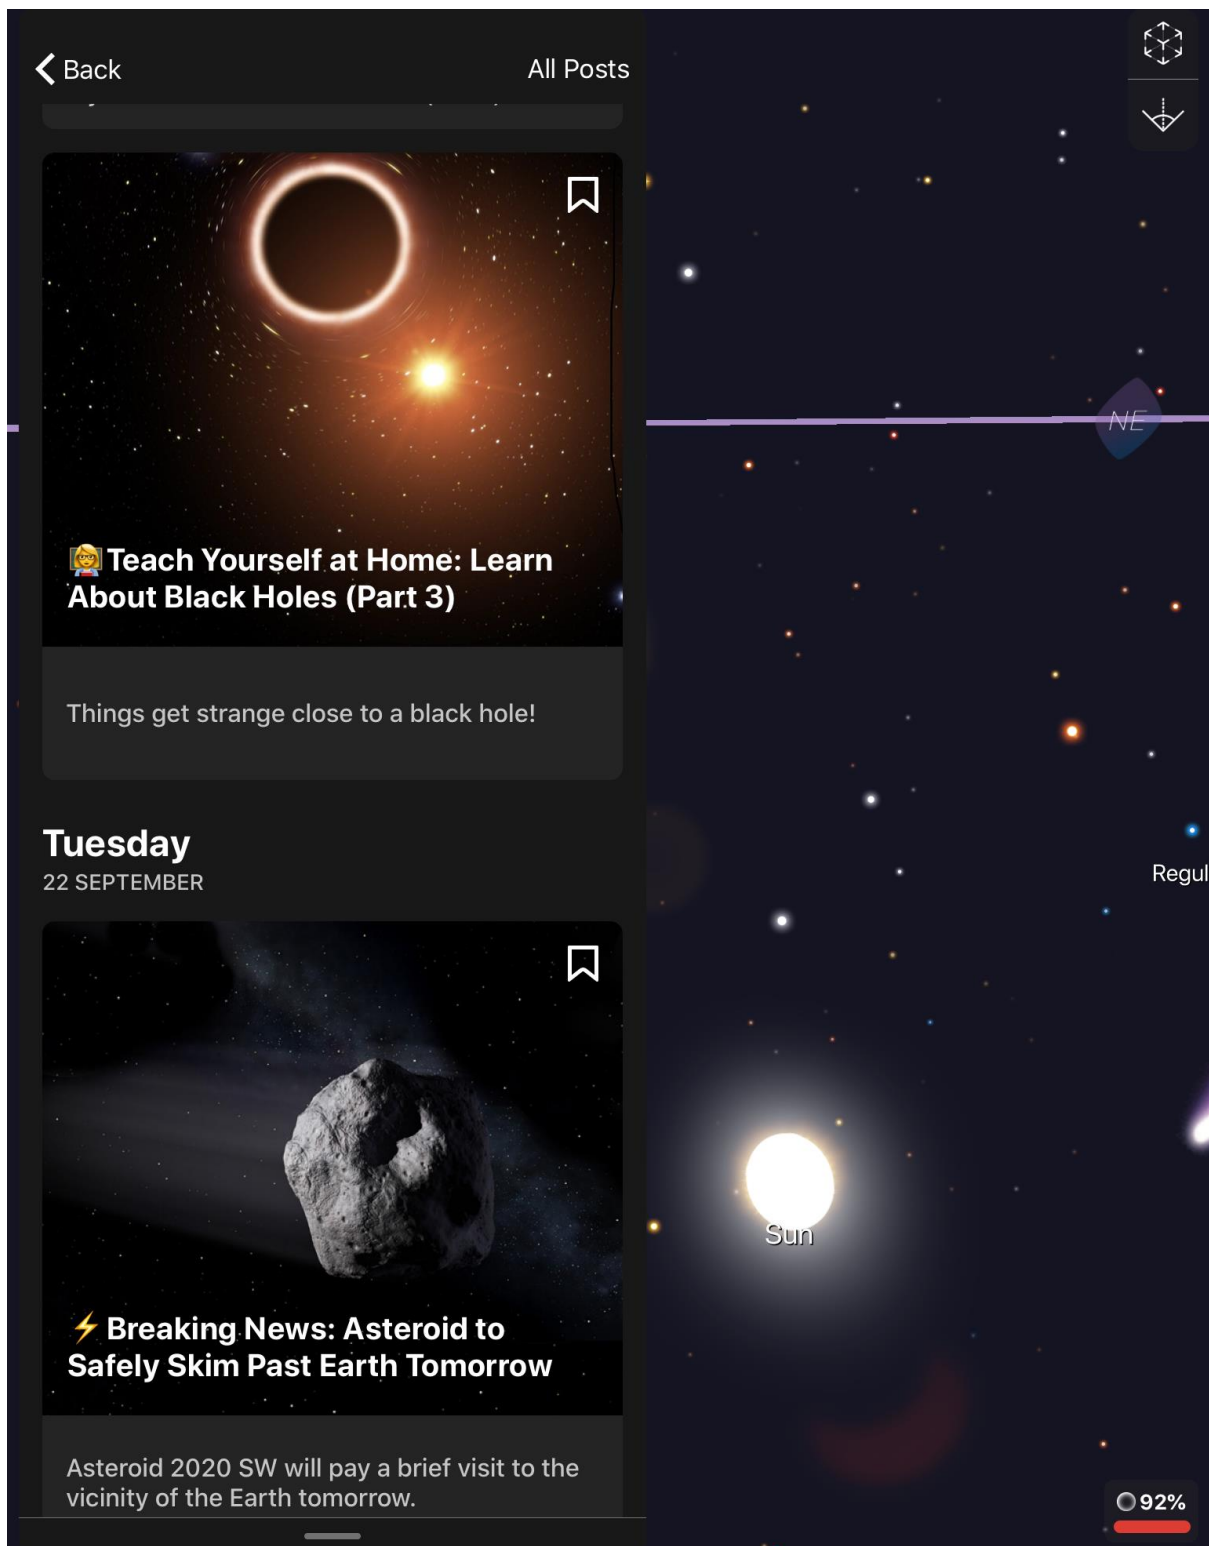 Back
All Posts
👩‍🏫Teach Yourself at Home: Learn
About Black Holes (Part 3)
Things get strange close to a black hole!
Tuesday
22 SEPTEMBER
⚡Breaking News: Asteroid to
Safely Skim Past Earth Tomorrow
Asteroid 2020 SW will pay a brief visit to the
vicinity of the Earth tomorrow.
NE
Regul
Sun
92%